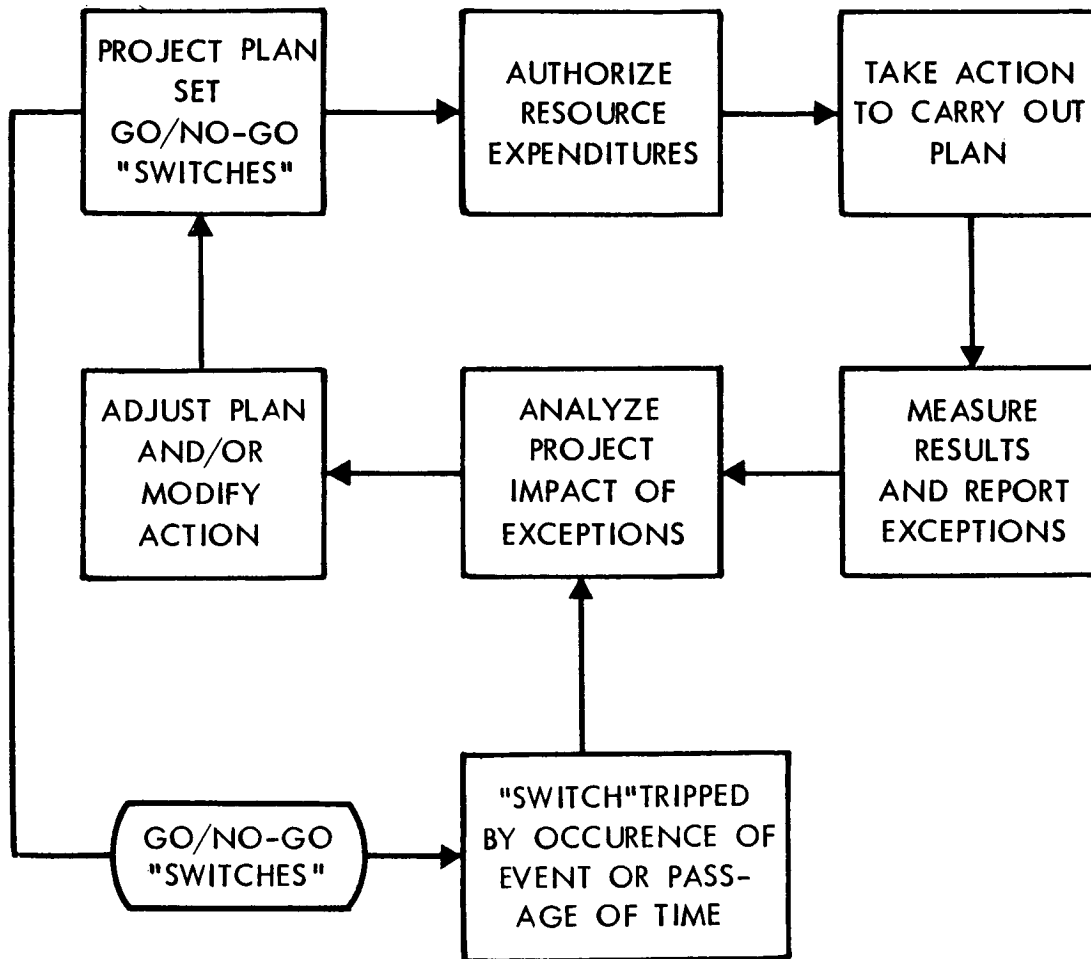 PROJECT PLAN
SET
GO/NO-GO
"SWITCHES"
AUTHORIZE
RESOURCE
EXPENDITURES
TAKE ACTION
TO CARRY OUT
PLAN
ADJUST PLAN
AND/OR
MODIFY
ACTION
ANALYZE
PROJECT
IMPACT OF
EXCEPTIONS
MEASURE
RESULTS
AND REPORT
EXCEPTIONS
GO/NO-GO
"SWITCHES"
"SWITCH"TRIPPED
BY OCCURENCE OF
EVENT OR PASS-
AGE OF TIME